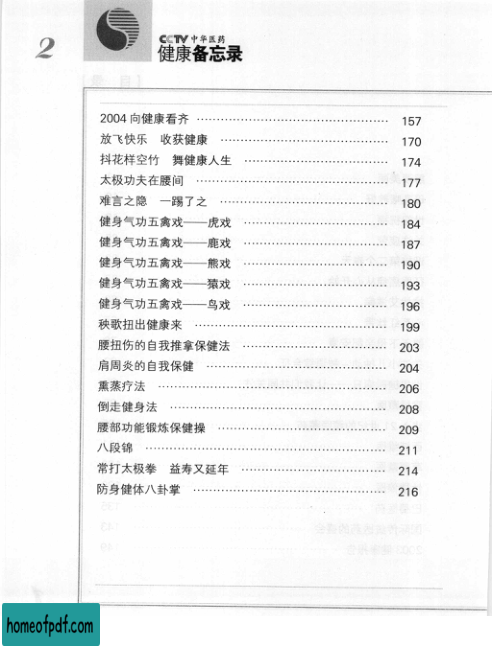 2
CCTV 中华医药
健康备忘录
2004 向健康看齐 ………………………………… 157
放飞快乐 收获健康 ………………………………… 170
抖花样空竹 舞健康人生 ………………………………… 174
太极功夫在腰间 ………………………………… 177
难言之隐 一踢了之 ………………………………… 180
健身气功五禽戏——虎戏 ………………………………… 184
健身气功五禽戏——鹿戏 ………………………………… 187
健身气功五禽戏——熊戏 ………………………………… 190
健身气功五禽戏——猿戏 ………………………………… 193
健身气功五禽戏——鸟戏 ………………………………… 196
秧歌扭出健康来 ………………………………… 199
腰扭伤的自我推拿保健法 ………………………………… 203
肩周炎的自我保健 ………………………………… 204
熏蒸疗法 ………………………………… 206
倒走健身法 ………………………………… 208
腰部功能锻炼保健操 ………………………………… 209
八段锦 ………………………………… 211
常打太极拳 益寿又延年 ………………………………… 214
防身健体八卦掌 ………………………………… 216
homeofpdf.com